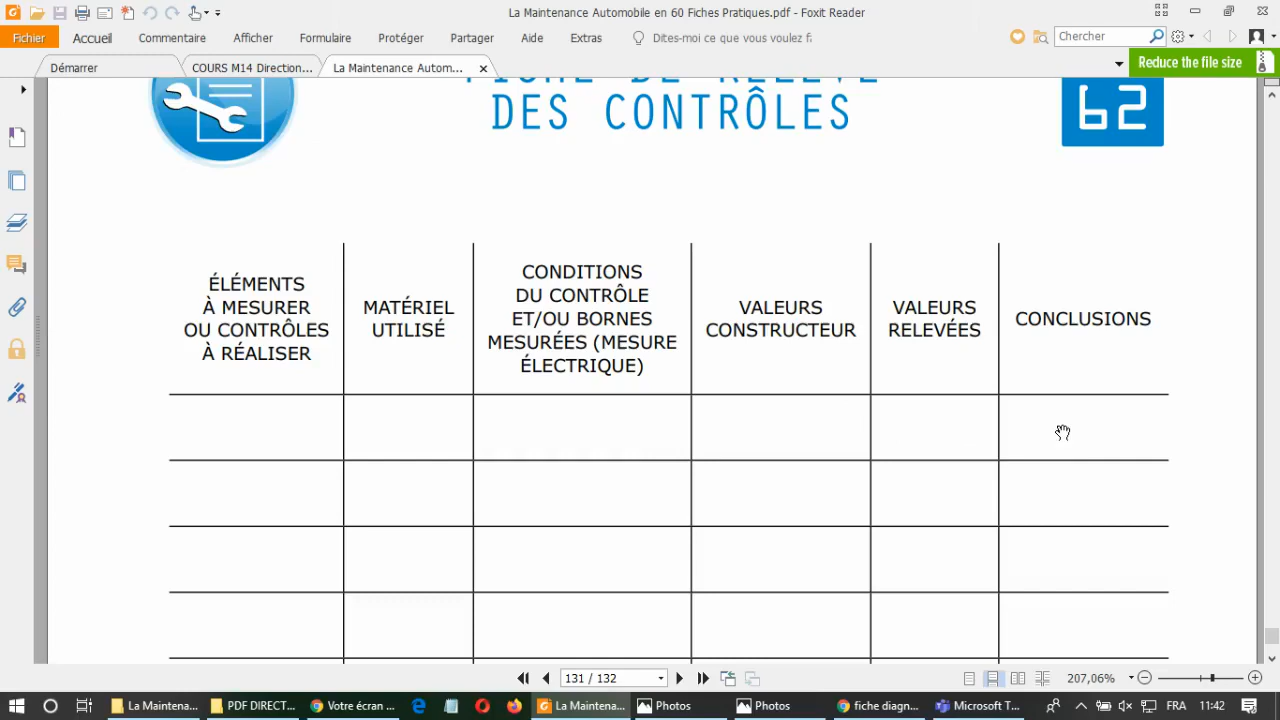 La Maintenance Automobile en 60 Fiches Pratiques.pdf - Foxit Reader
Fichier Accueil Commentaire Afficher Formulaire Protéger Partager Aide Extras Dites-moi ce que vous voulez fa Chercher
Démarrer COURS M14 Direction... La Maintenance Autom... Reduce the file size
FICHE DE RELEVÉ
DES CONTRÔLES
62
ÉLÉMENTS
À MESURER
OU CONTRÔLES
À RÉALISER
MATÉRIEL
UTILISÉ
CONDITIONS
DU CONTRÔLE
ET/OU BORNES
MESURÉES (MESURE
ÉLECTRIQUE)
VALEURS
CONSTRUCTEUR
VALEURS
RELEVÉES
CONCLUSIONS
131 / 132 207,06%
La Maintena... PDF DIRECT... Votre écran ... La Maintena... Photos Photos fiche diagn... Microsoft T... FRA 11:42